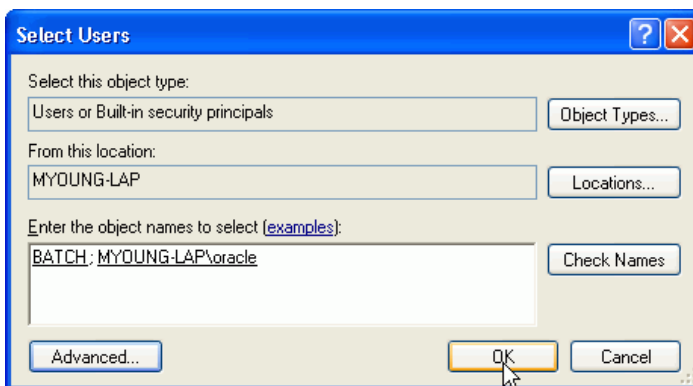 Select Users
?
X
Select this object type:
Users or Built-in security principals
Object Types...
From this location:
MYOUNG-LAP
Locations...
Enter the object names to select (examples):
BATCH; MYOUNG-LAP\oracle
Check Names
Advanced...
OK
Cancel